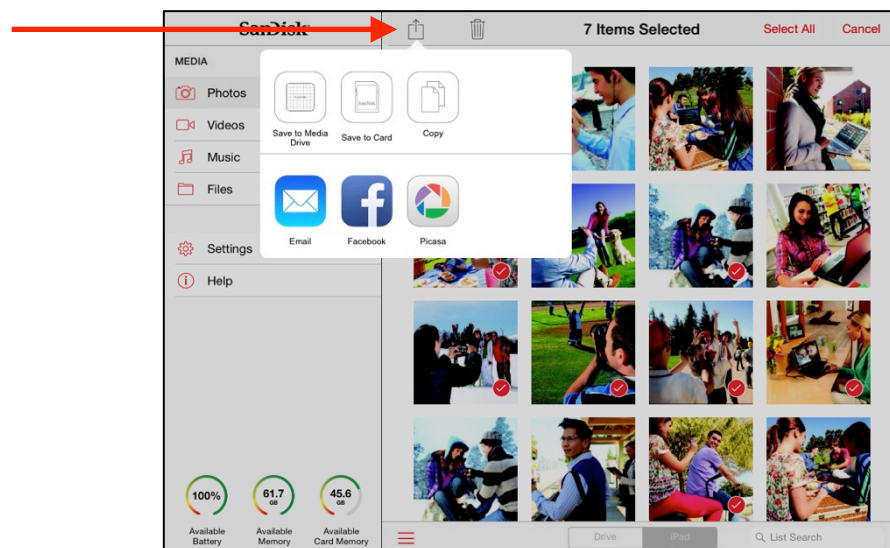 SanDisk
7 Items Selected
Select All
Cancel
MEDIA
Photos
Videos
Music
Files
Settings
Help
Save to Media
Drive
SanDisk
Save to Card
Copy
Email
Facebook
Picasa
100%
61.7
GB
45.6
GB
Available
Battery
Available
Memory
Available
Card Memory
Drive
iPad
List Search